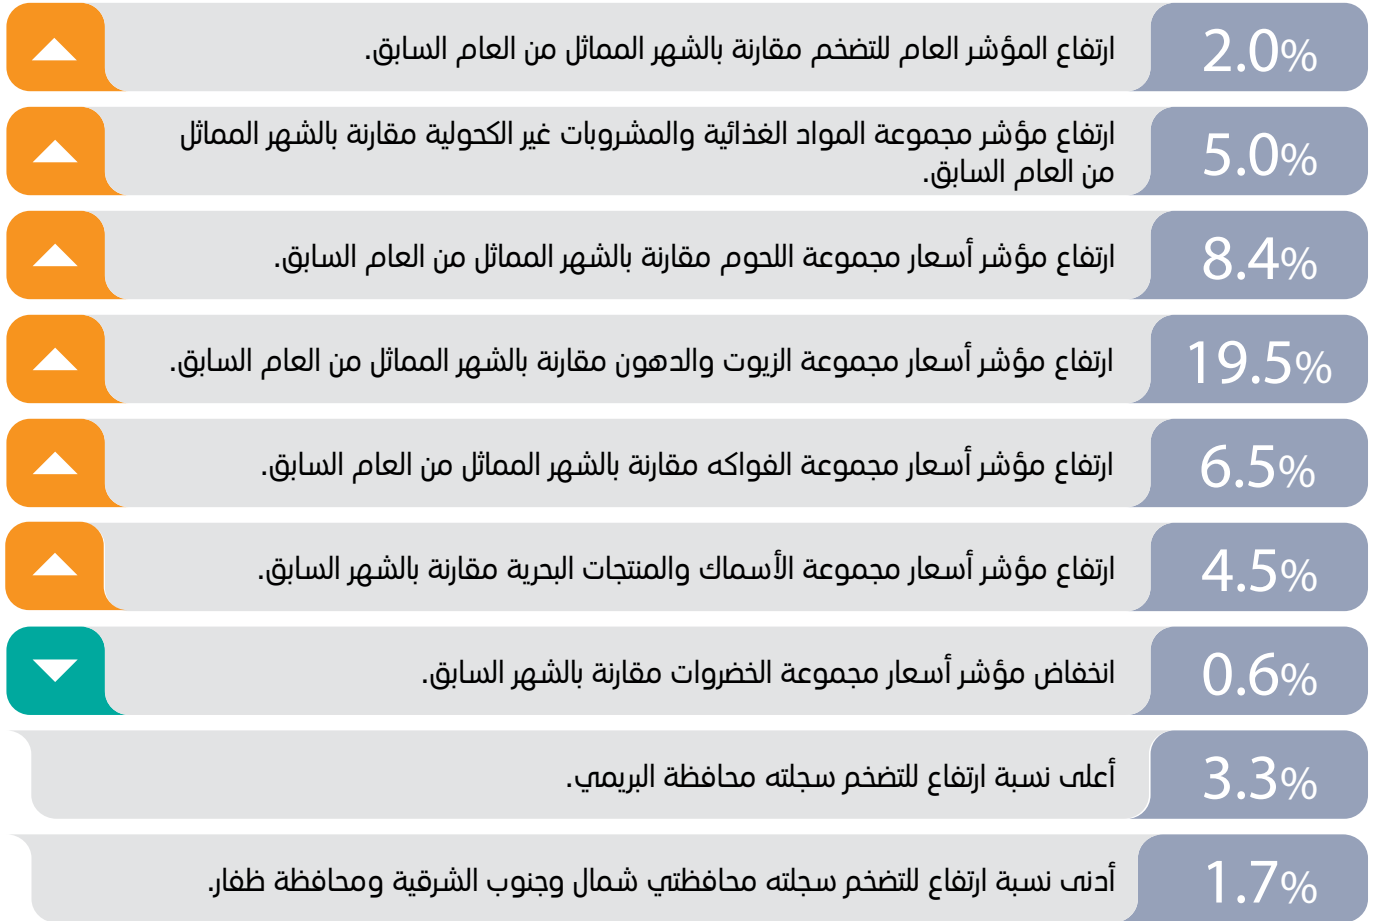 2.0%
ارتفاع المؤشر العام للتضخم مقارنة بالشهر المماثل من العام السابق.
5.0%
ارتفاع مؤشر مجموعة المواد الغذائية والمشروبات غير الكحولية مقارنة بالشهر المماثل
من العام السابق.
8.4%
ارتفاع مؤشر أسعار مجموعة اللحوم مقارنة بالشهر المماثل من العام السابق.
19.5%
ارتفاع مؤشر أسعار مجموعة الزيوت والدهون مقارنة بالشهر المماثل من العام السابق.
6.5%
ارتفاع مؤشر أسعار مجموعة الفواكه مقارنة بالشهر المماثل من العام السابق.
4.5%
ارتفاع مؤشر أسعار مجموعة الأسماك والمنتجات البحرية مقارنة بالشهر السابق.
0.6%
انخفاض مؤشر أسعار مجموعة الخضروات مقارنة بالشهر السابق.
3.3%
أعلى نسبة ارتفاع للتضخم سجلته محافظة البريمي.
1.7%
أدنى نسبة ارتفاع للتضخم سجلته محافظتي شمال وجنوب الشرقية ومحافظة ظفار.